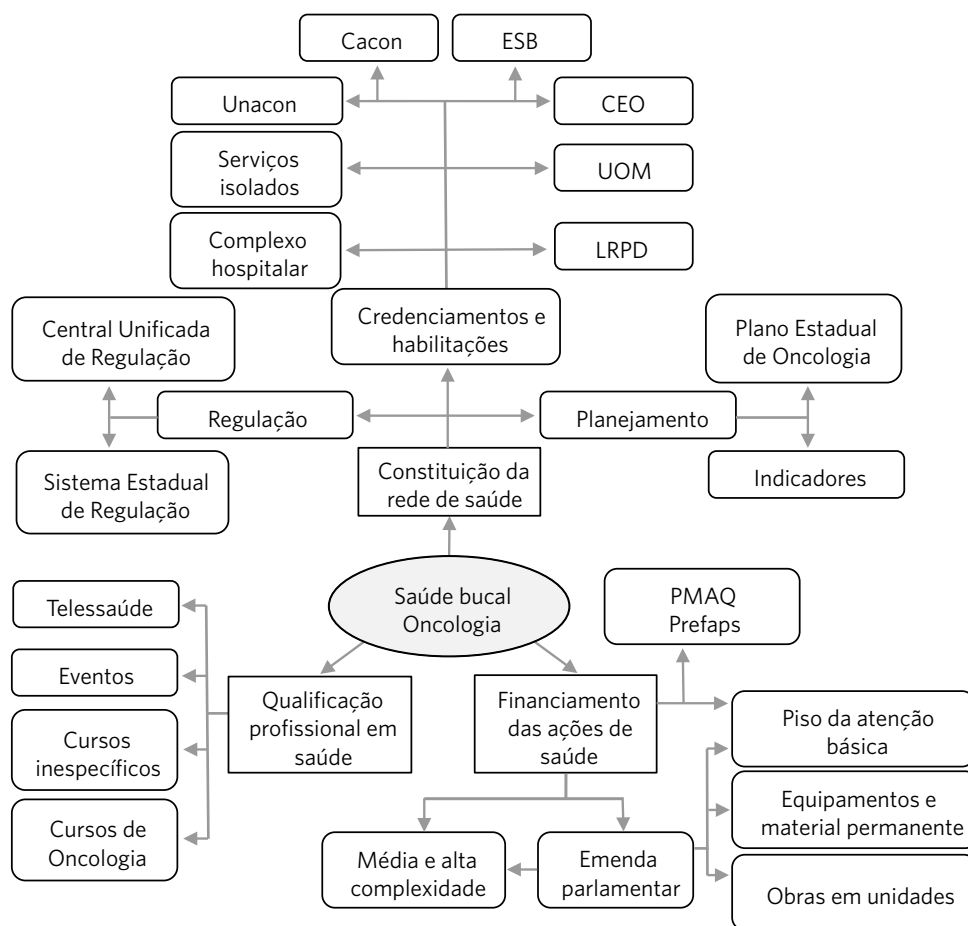 Cacon
ESB
Unacon
CEO
Serviços
isolados
UOM
Complexo
hospitalar
LRPD
Credenciamentos e
habilitações
Central Unificada
de Regulação
Plano Estadual
de Oncologia
Regulação
Planejamento
Sistema Estadual
de Regulação
Constituição da
rede de saúde
Indicadores
Saúde bucal
Oncologia
Telessaúde
PMAQ
Prefaps
Eventos
Qualificação
profissional em
saúde
Financiamento
das ações de
saúde
Piso da atenção
básica
Cursos
inespecíficos
Equipamentos e
material permanente
Cursos de
Oncologia
Média e alta
complexidade
Emenda
parlamentar
Obras em unidades